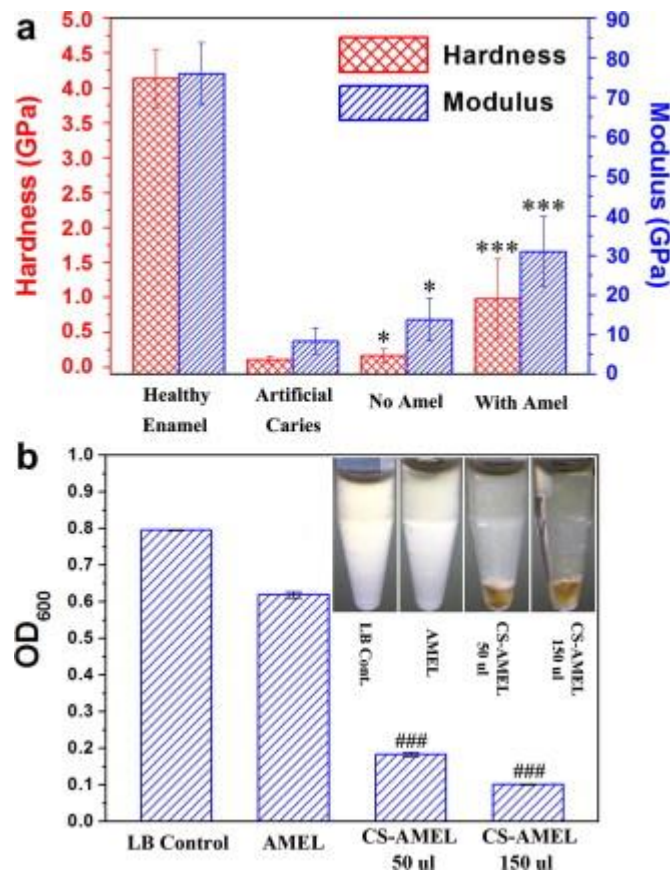 a
Hardness (GPa)
5.0
4.5
4.0
3.5
3.0
2.5
2.0
1.5
1.0
0.5
0.0
Hardness
Modulus
Modulus (GPa)
90
80
70
60
50
40
30
20
10
0
*
*
***
***
Healthy
Enamel
Artificial
Caries
No Amel
With Amel
b
OD600
1.0
0.9
0.8
0.7
0.6
0.5
0.4
0.3
0.2
0.1
0.0
LB Cont.
AMEL
CS-AMEL
50 ul
CS-AMEL
150 ul
###
###
LB Control
AMEL
CS-AMEL
50 ul
CS-AMEL
150 ul